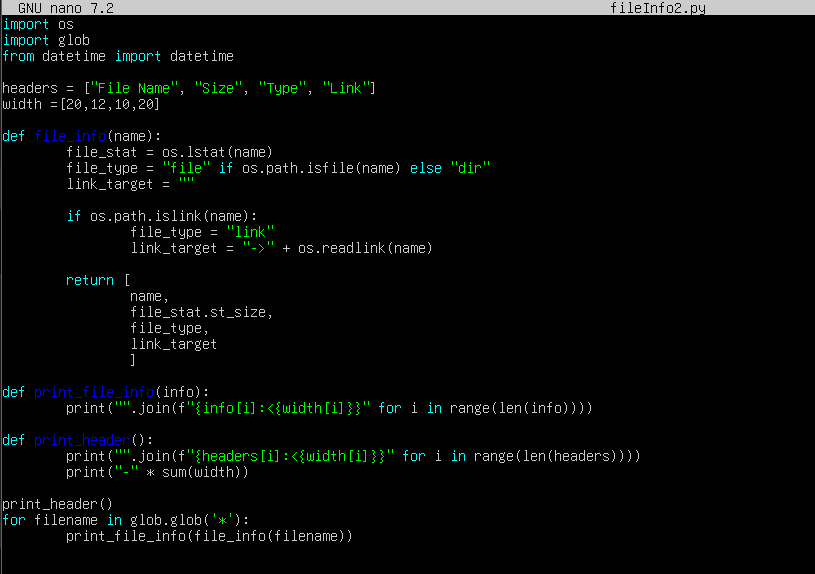 GNU nano 7.2 fileInfo2.py
import os
import glob
from datetime import datetime

headers = ["File Name", "Size", "Type", "Link"]
width =[20,12,10,20]

def file_info(name):
        file_stat = os.lstat(name)
        file_type = "file" if os.path.isfile(name) else "dir"
        link_target = ""

        if os.path.islink(name):
                file_type = "link"
                link_target = "->" + os.readlink(name)

        return [
                name,
                file_stat.st_size,
                file_type,
                link_target
                ]

def print_file_info(info):
        print("".join(f"{info[i]:<{width[i]}}" for i in range(len(info))))

def print_header():
        print("".join(f"{headers[i]:<{width[i]}}" for i in range(len(headers))))
        print("-" * sum(width))

print_header()
for filename in glob.glob('*'):
        print_file_info(file_info(filename))